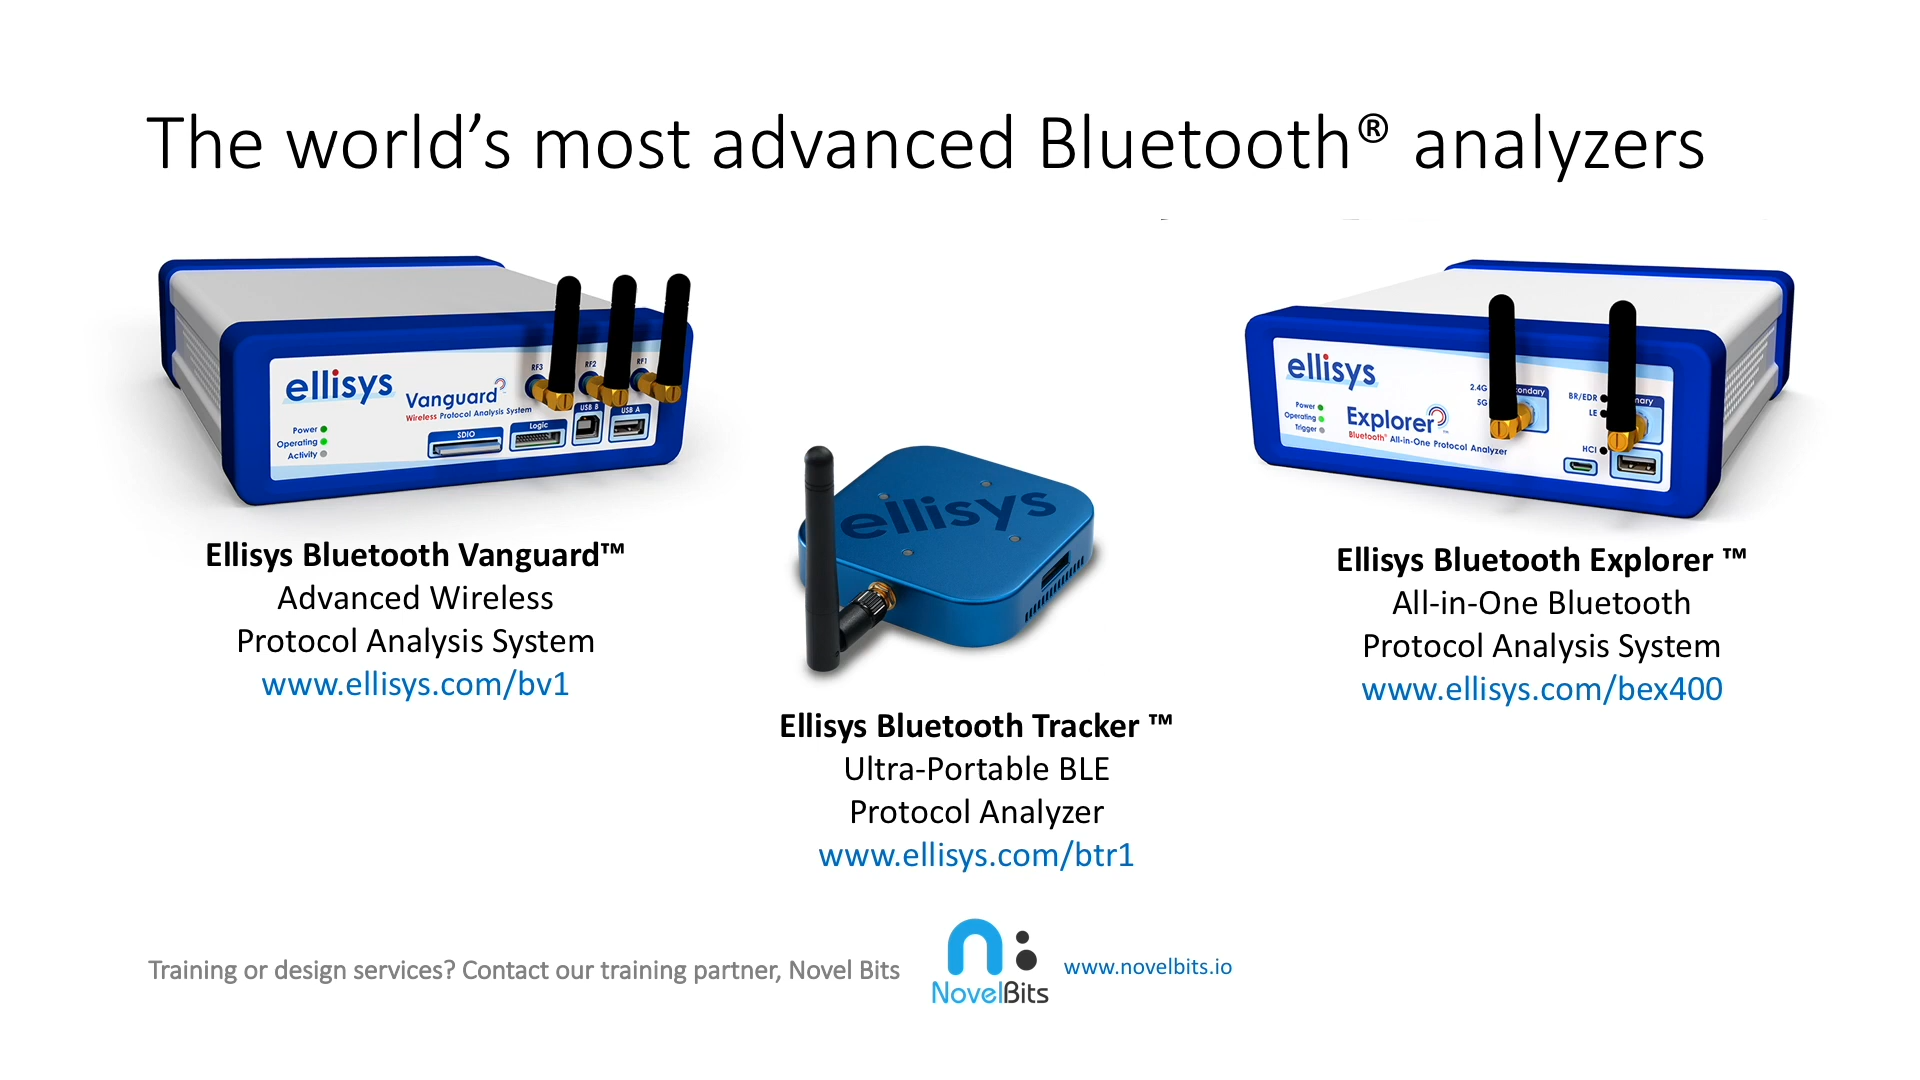 The world’s most advanced Bluetooth® analyzers
ellisys
Vanguard
Wireless Protocol Analysis System
RF3
RF2
RF1
Power
Operating
Activity
SDIO
Logic
USB B
USB A
Ellisys Bluetooth Vanguard™
Advanced Wireless
Protocol Analysis System
www.ellisys.com/bv1
ellisys
Ellisys Bluetooth Tracker ™
Ultra-Portable BLE
Protocol Analyzer
www.ellisys.com/btr1
ellisys
Explorer
Bluetooth® All-in-One Protocol Analyzer
Power
Operating
Trigger
2.4G
5G
BR/EDR
LE
HCI
Ellisys Bluetooth Explorer ™
All-in-One Bluetooth
Protocol Analysis System
www.ellisys.com/bex400
Training or design services? Contact our training partner, Novel Bits
NovelBits
www.novelbits.io